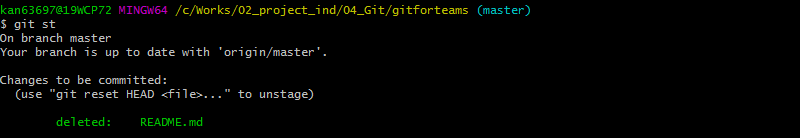 kan63697@19WCP72 MINGW64 /c/Works/02_project_ind/04_Git/gitforteams (master)
$ git st
On branch master
Your branch is up to date with 'origin/master'.
Changes to be committed:
  (use "git reset HEAD <file>..." to unstage)
        deleted:    README.md